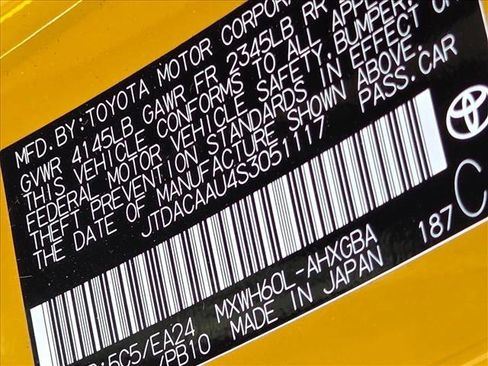 MFD. BY: TOYOTA MOTOR CORPOR
GVWR 4145LB GAWR FR 2345LB RR
THIS VEHICLE CONFORMS TO ALL APPL
FEDERAL MOTOR VEHICLE SAFETY, BUMPER,
THEFT PREVENTION STANDARDS IN EFFECT ON
THE DATE OF MANUFACTURE SHOWN ABOVE.
JTDACAAU4S3051117 PASS. CAR
TOYOTA
C
5C5/EA24 MXWH60L-AHXGBA 187
/PB10 MADE IN JAPAN